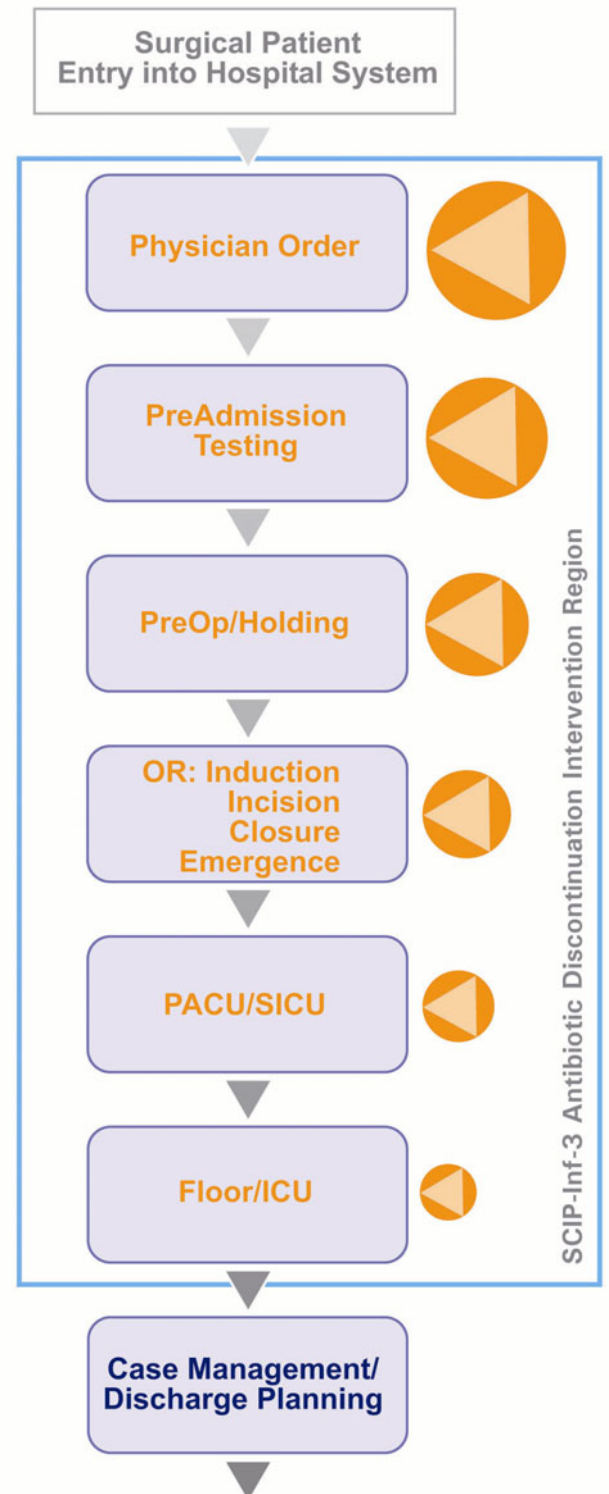 Surgical Patient
Entry into Hospital System
Physician Order
PreAdmission
Testing
PreOp/Holding
OR: Induction
Incision
Closure
Emergence
PACU/SICU
Floor/ICU
SCIP-Inf-3 Antibiotic Discontinuation Intervention Region
Case Management/
Discharge Planning